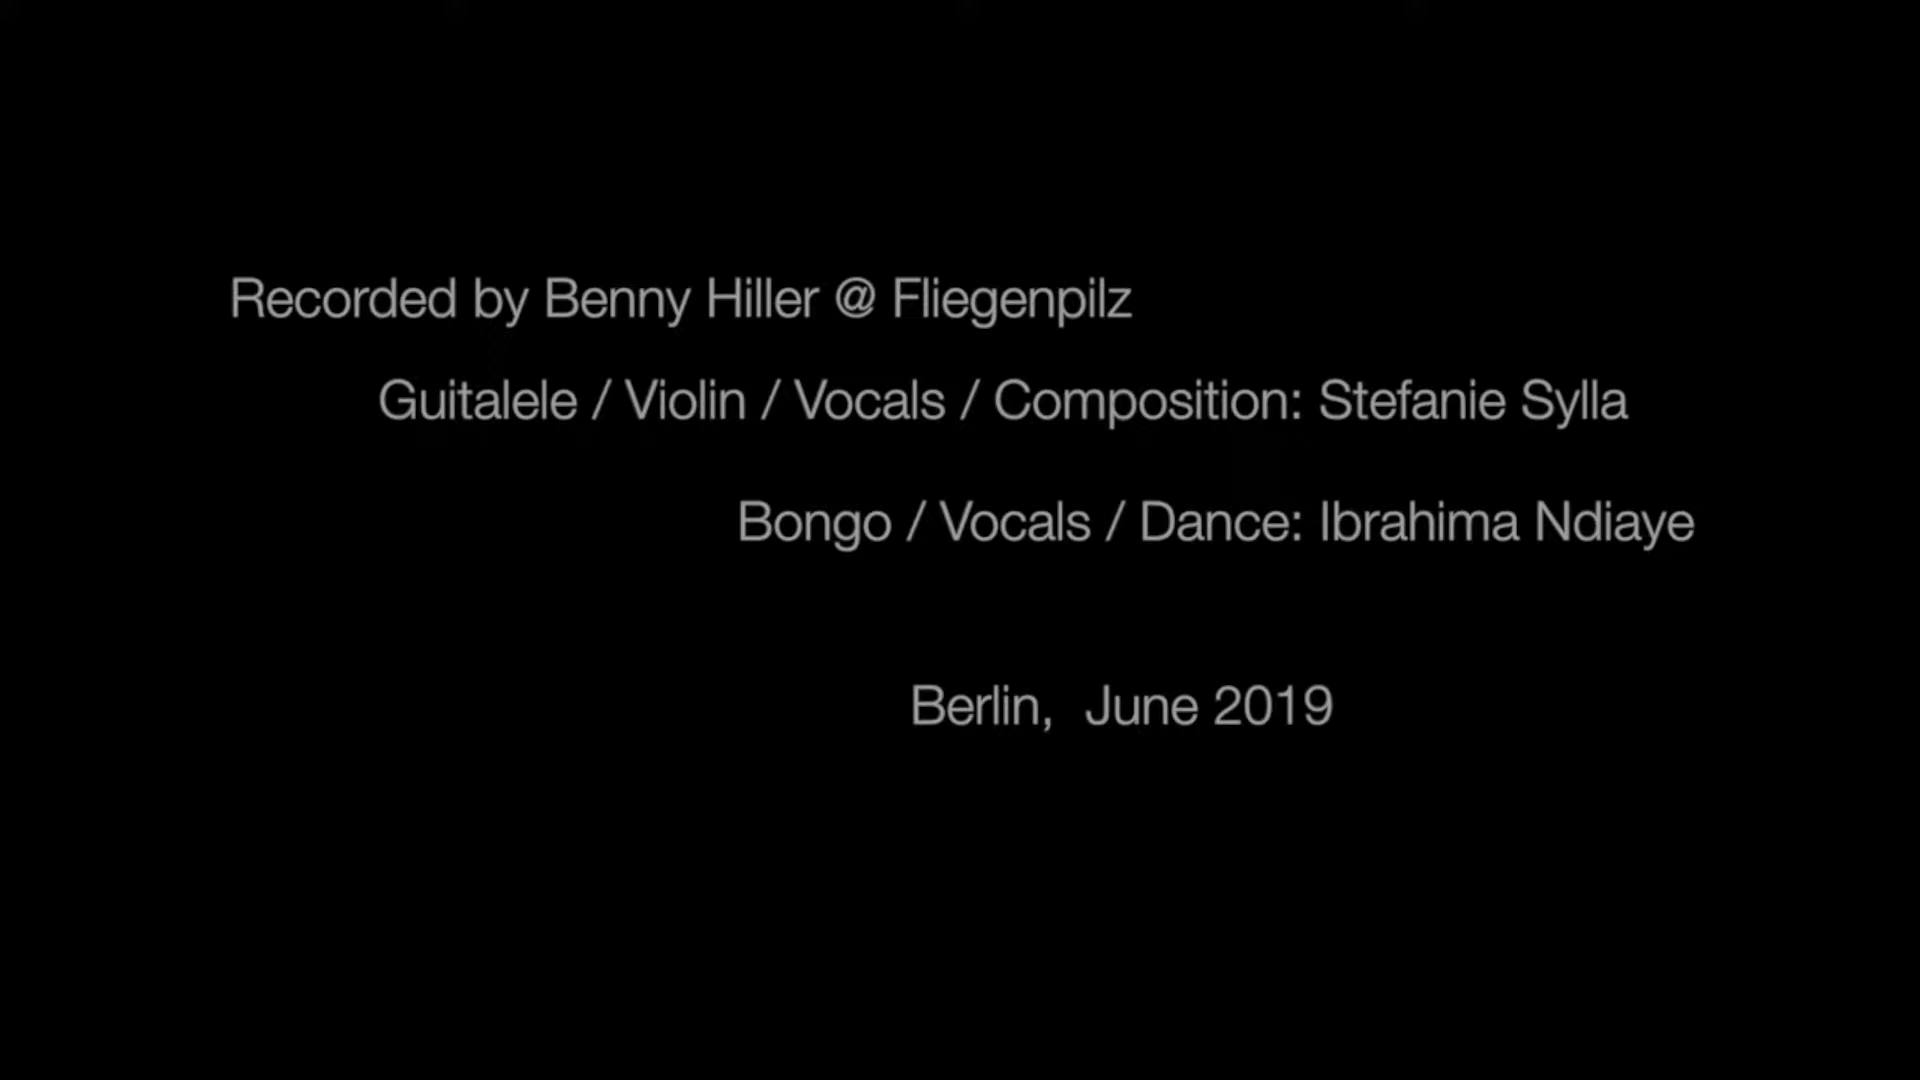 Recorded by Benny Hiller @ Fliegenpilz
Guitalele / Violin / Vocals / Composition: Stefanie Sylla
Bongo / Vocals / Dance: Ibrahima Ndiaye
Berlin,  June 2019